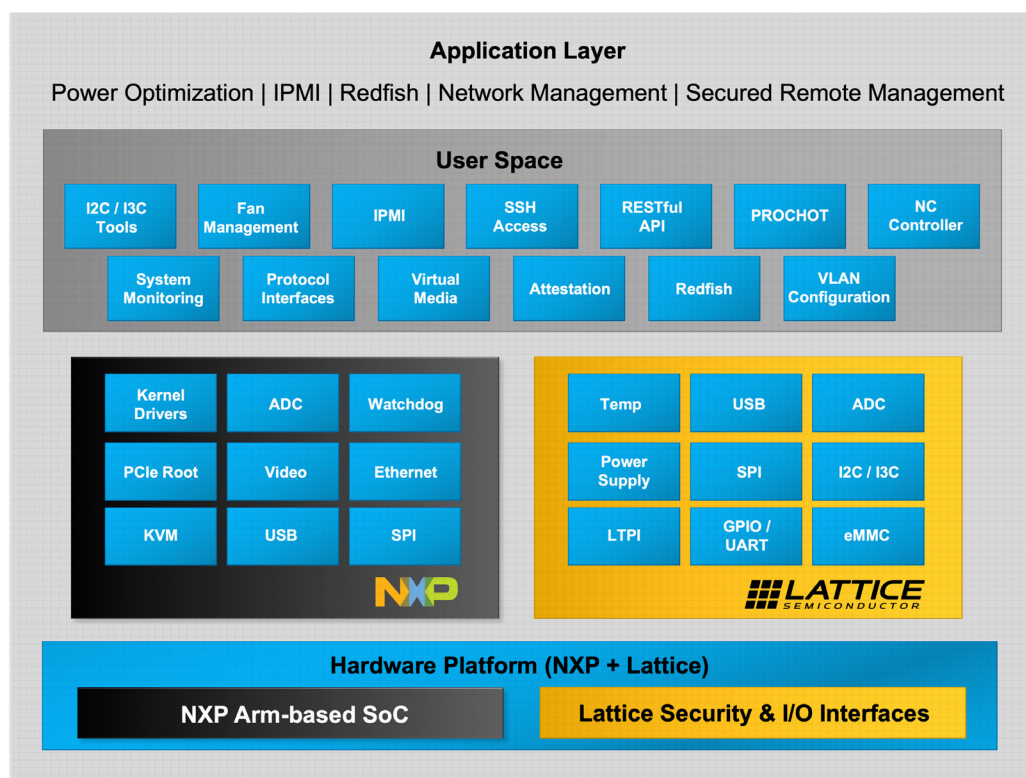 Application Layer
Power Optimization | IPMI | Redfish | Network Management | Secured Remote Management
User Space
I2C / I3C
Tools
Fan
Management
IPMI
SSH
Access
RESTful
API
PROCHOT
NC
Controller
System
Monitoring
Protocol
Interfaces
Virtual
Media
Attestation
Redfish
VLAN
Configuration
Kernel
Drivers
ADC
Watchdog
PCIe Root
Video
Ethernet
KVM
USB
SPI
NXP
Temp
USB
ADC
Power
Supply
SPI
I2C / I3C
LTPI
GPIO /
UART
eMMC
LATTICE
SEMICONDUCTOR
Hardware Platform (NXP + Lattice)
NXP Arm-based SoC
Lattice Security & I/O Interfaces